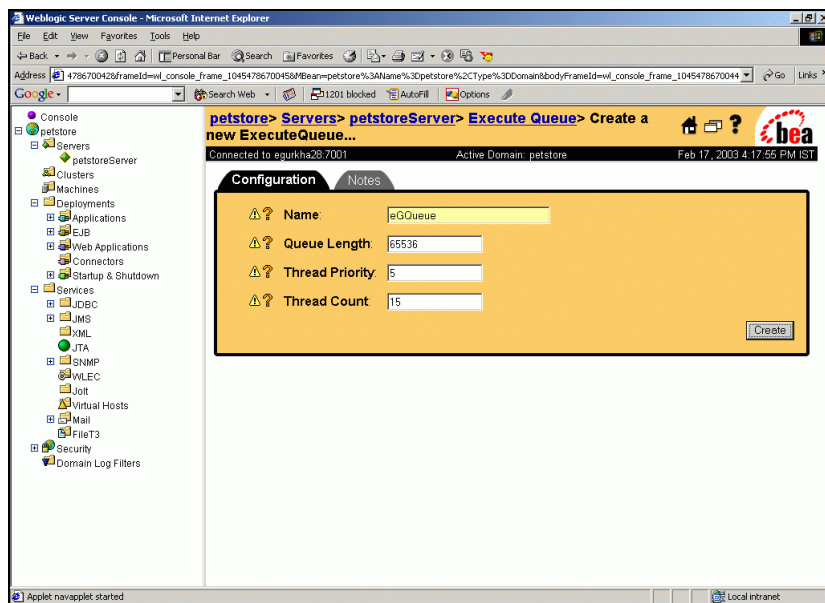 Weblogic Server Console - Microsoft Internet Explorer
File Edit View Favorites Tools Help
Back Personal Bar Search Favorites
Address 4786700428frameId=wl_console_frame_1045478670045&MBean=petstore%3AName%3Dpetstore%2CType%3DDomain&bodyFrameId=wl_console_frame_1045478670044 Go Links
Google Search Web 1201 blocked AutoFill Options
Console
petstore
Servers
petstoreServer
Clusters
Machines
Deployments
Applications
EJB
Web Applications
Connectors
Startup & Shutdown
Services
JDBC
JMS
XML
JTA
SNMP
WLEC
Jolt
Virtual Hosts
Mail
FileT3
Security
Domain Log Filters
petstore> Servers> petstoreServer> Execute Queue> Create a
new ExecuteQueue...
bea
Connected to egurkha28:7001 Active Domain: petstore Feb 17, 2003 4:17:55 PM IST
Configuration Notes
? Name: eGQueue
? Queue Length: 65536
? Thread Priority: 5
? Thread Count: 15
Create
Applet navapplet started Local intranet